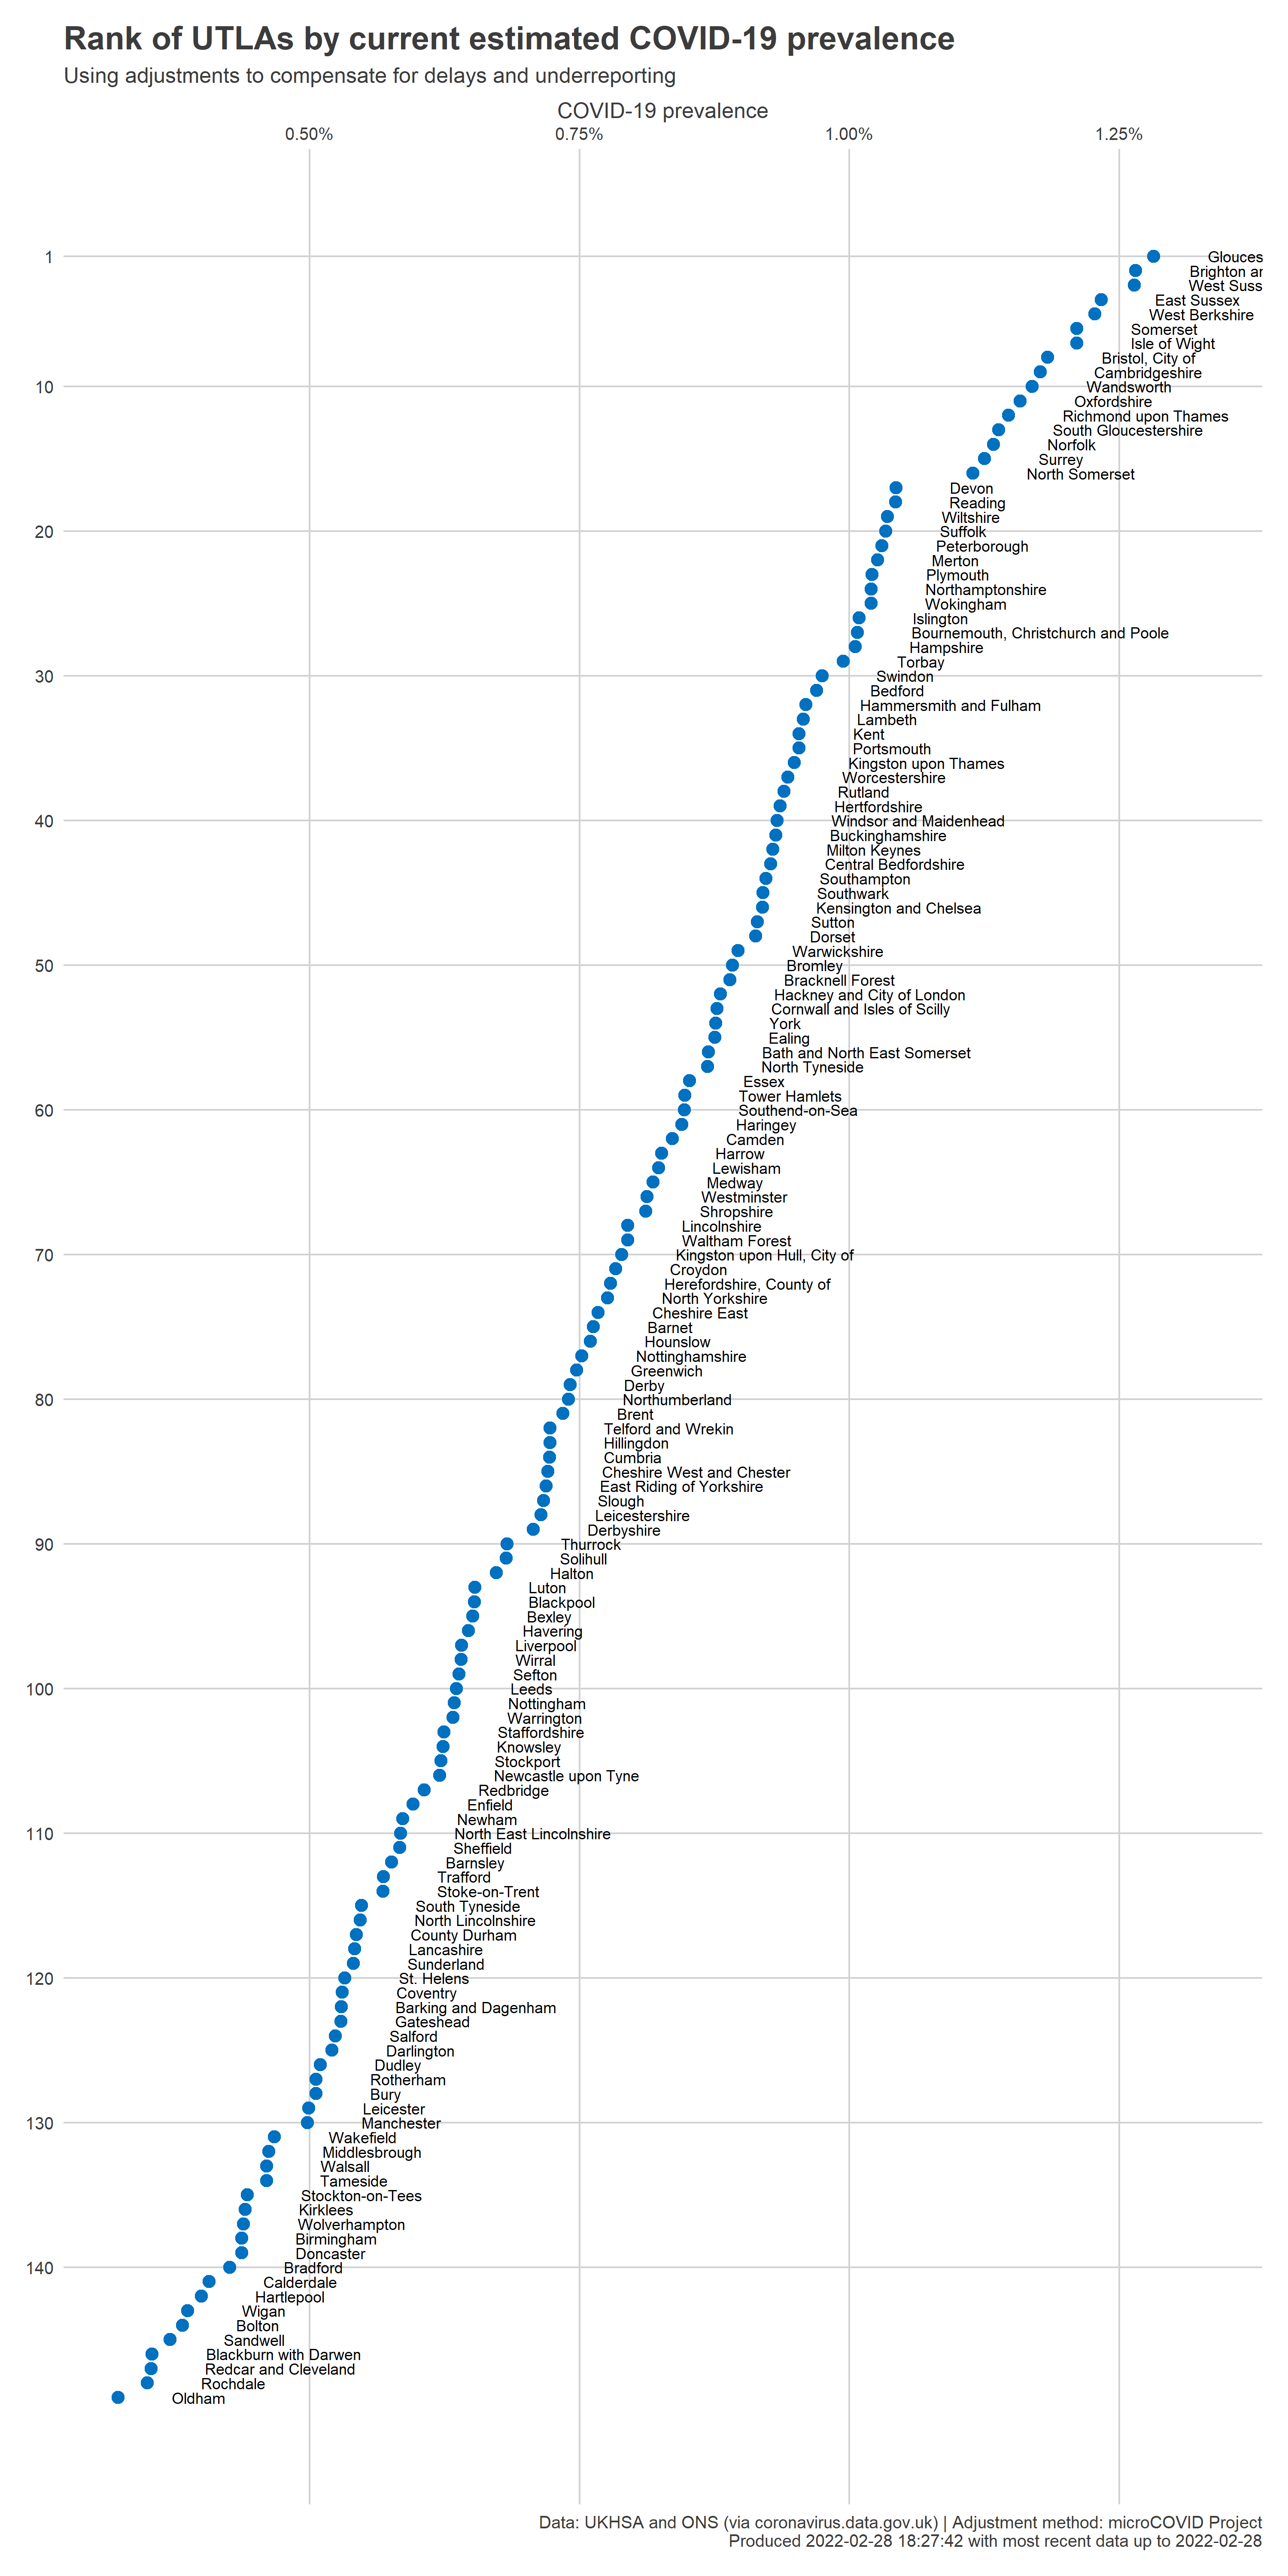 Rank of UTLAs by current estimated COVID-19 prevalence
Using adjustments to compensate for delays and underreporting
COVID-19 prevalence
0.50% 0.75% 1.00% 1.25%
1 Glouces
Brighton ar
West Suss
East Sussex
West Berkshire
Somerset
Isle of Wight
Bristol, City of
Cambridgeshire
10 Wandsworth
Oxfordshire
Richmond upon Thames
South Gloucestershire
Norfolk
Surrey
North Somerset
Devon
Reading
Wiltshire
20 Suffolk
Peterborough
Merton
Plymouth
Northamptonshire
Wokingham
Islington
Bournemouth, Christchurch and Poole
Hampshire
Torbay
30 Swindon
Bedford
Hammersmith and Fulham
Lambeth
Kent
Portsmouth
Kingston upon Thames
Worcestershire
Rutland
Hertfordshire
40 Windsor and Maidenhead
Buckinghamshire
Milton Keynes
Central Bedfordshire
Southampton
Southwark
Kensington and Chelsea
Sutton
Dorset
Warwickshire
50 Bromley
Bracknell Forest
Hackney and City of London
Cornwall and Isles of Scilly
York
Ealing
Bath and North East Somerset
North Tyneside
Essex
Tower Hamlets
60 Southend-on-Sea
Haringey
Camden
Harrow
Lewisham
Medway
Westminster
Shropshire
Lincolnshire
Waltham Forest
70 Kingston upon Hull, City of
Croydon
Herefordshire, County of
North Yorkshire
Cheshire East
Barnet
Hounslow
Nottinghamshire
Greenwich
Derby
80 Northumberland
Brent
Telford and Wrekin
Hillingdon
Cumbria
Cheshire West and Chester
East Riding of Yorkshire
Slough
Leicestershire
Derbyshire
90 Thurrock
Solihull
Halton
Luton
Blackpool
Bexley
Havering
Liverpool
Wirral
Sefton
100 Leeds
Nottingham
Warrington
Staffordshire
Knowsley
Stockport
Newcastle upon Tyne
Redbridge
Enfield
Newham
110 North East Lincolnshire
Sheffield
Barnsley
Trafford
Stoke-on-Trent
South Tyneside
North Lincolnshire
County Durham
Lancashire
Sunderland
120 St. Helens
Coventry
Barking and Dagenham
Gateshead
Salford
Darlington
Dudley
Rotherham
Bury
Leicester
130 Manchester
Wakefield
Middlesbrough
Walsall
Tameside
Stockton-on-Tees
Kirklees
Wolverhampton
Birmingham
Doncaster
140 Bradford
Calderdale
Hartlepool
Wigan
Bolton
Sandwell
Blackburn with Darwen
Redcar and Cleveland
Rochdale
Oldham
Data: UKHSA and ONS (via coronavirus.data.gov.uk) | Adjustment method: microCOVID Project
Produced 2022-02-28 18:27:42 with most recent data up to 2022-02-28